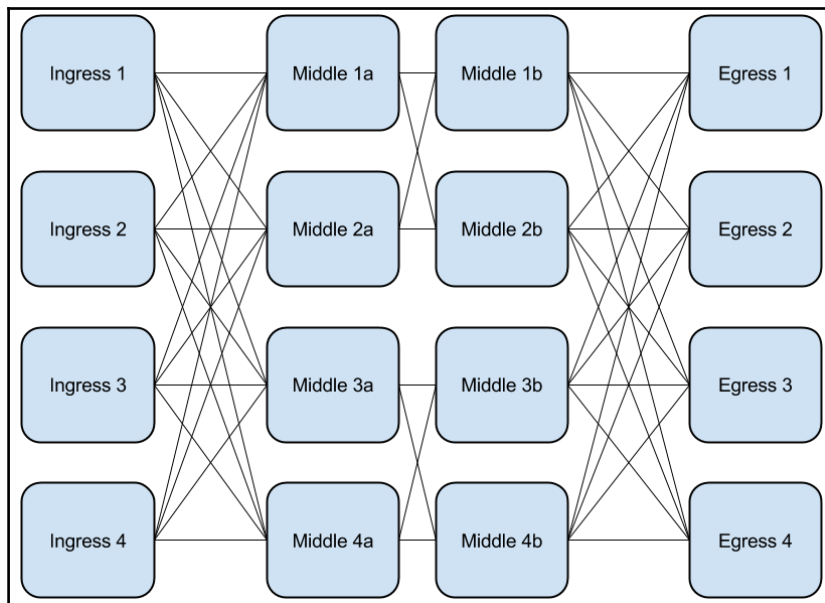 Ingress 1
Middle 1a
Middle 1b
Egress 1
Ingress 2
Middle 2a
Middle 2b
Egress 2
Ingress 3
Middle 3a
Middle 3b
Egress 3
Ingress 4
Middle 4a
Middle 4b
Egress 4